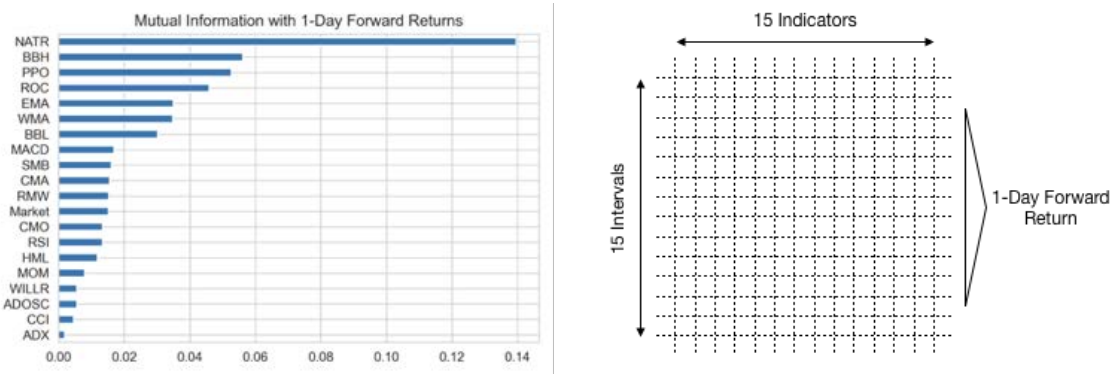 Mutual Information with 1-Day Forward Returns
NATR
BBH
PPO
ROC
EMA
WMA
BBL
MACD
SMB
CMA
RMW
Market
CMO
RSI
HML
MOM
WILLR
ADOSC
CCI
ADX
0.00 0.02 0.04 0.06 0.08 0.10 0.12 0.14
15 Indicators
15 Intervals
1-Day Forward
Return